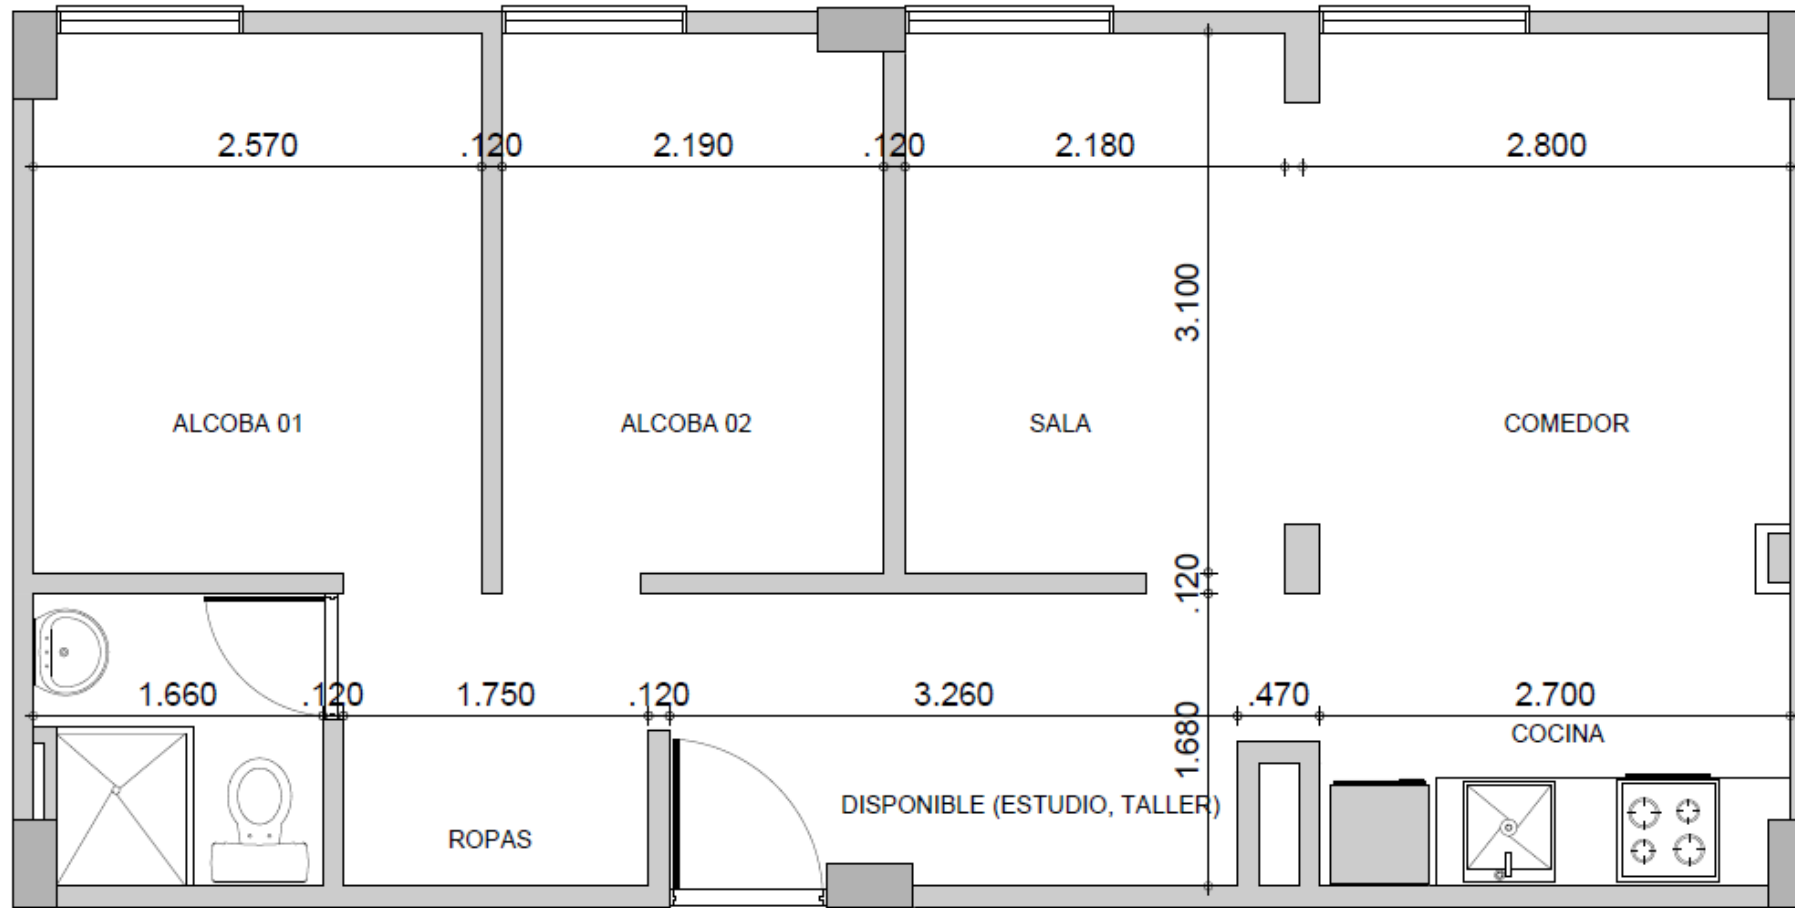 2.570 .120 2.190 .120 2.180 2.800
3.100
ALCOBA 01 ALCOBA 02 SALA COMEDOR
.120
1.660 .120 1.750 .120 3.260 .470 2.700
1.680
COCINA
DISPONIBLE (ESTUDIO, TALLER)
ROPAS